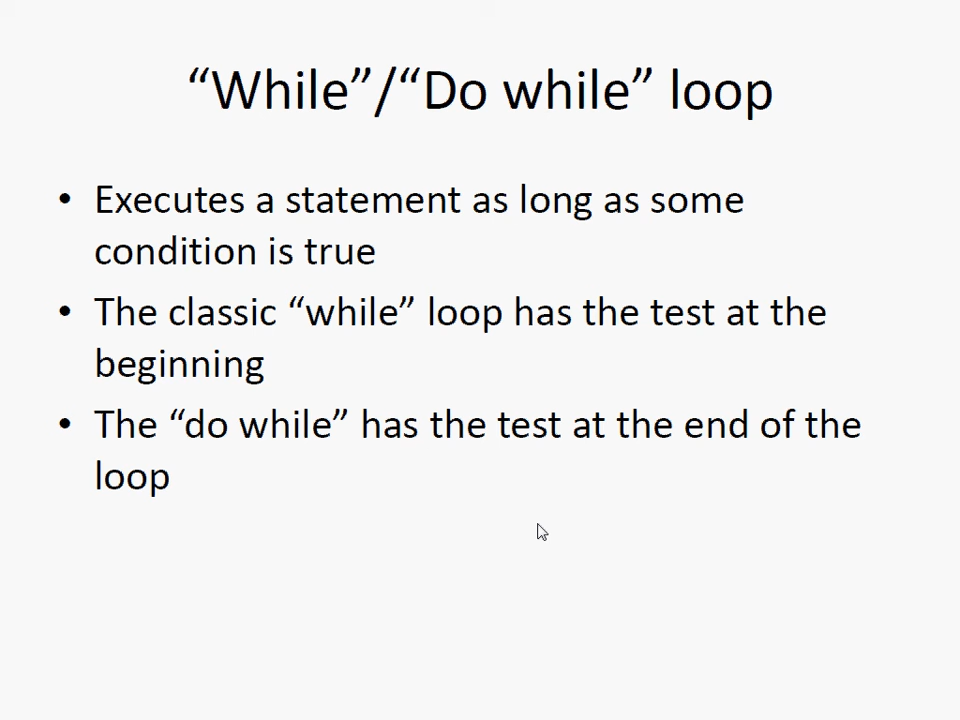 “While”/“Do while” loop
• Executes a statement as long as some
condition is true
• The classic “while” loop has the test at the
beginning
• The “do while” has the test at the end of the
loop